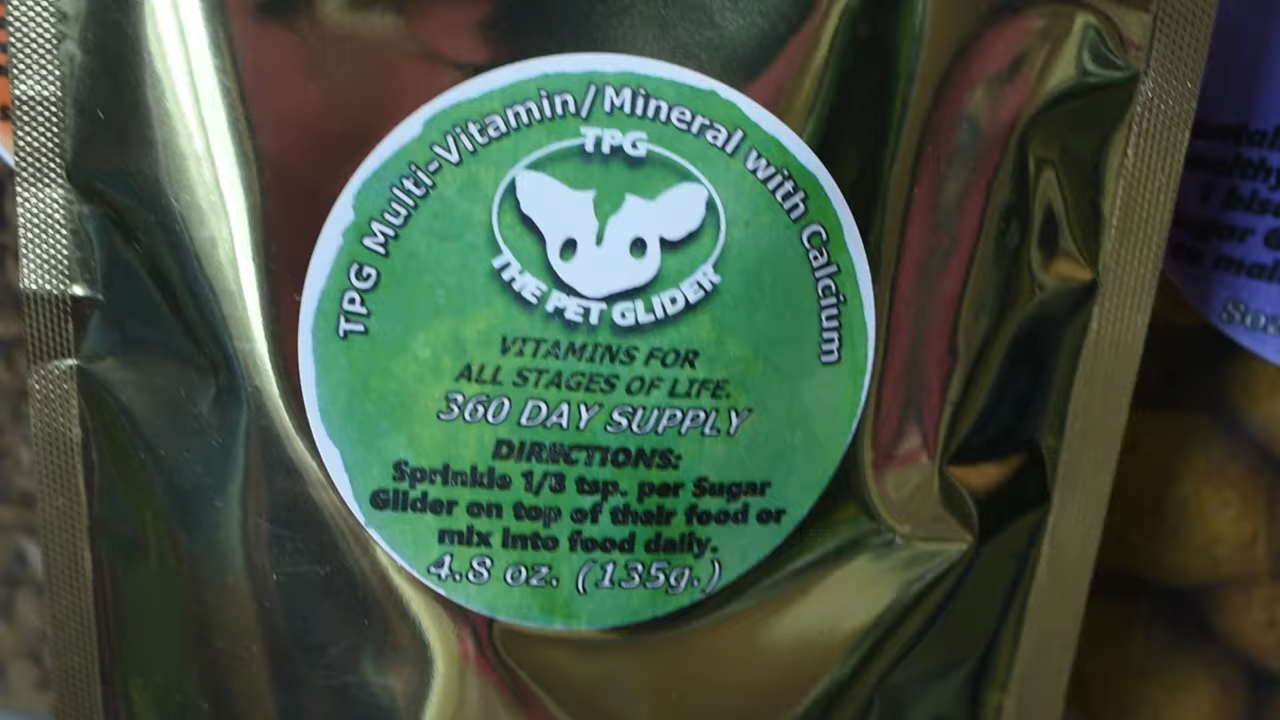 TPG Multi-Vitamin/Mineral with Calcium
TPG
THE PET GLIDER
VITAMINS FOR
ALL STAGES OF LIFE.
360 DAY SUPPLY
DIRECTIONS:
Sprinkle 1/8 tsp. per Sugar
Glider on top of their food or
mix into food daily.
4.8 oz. (135g.)